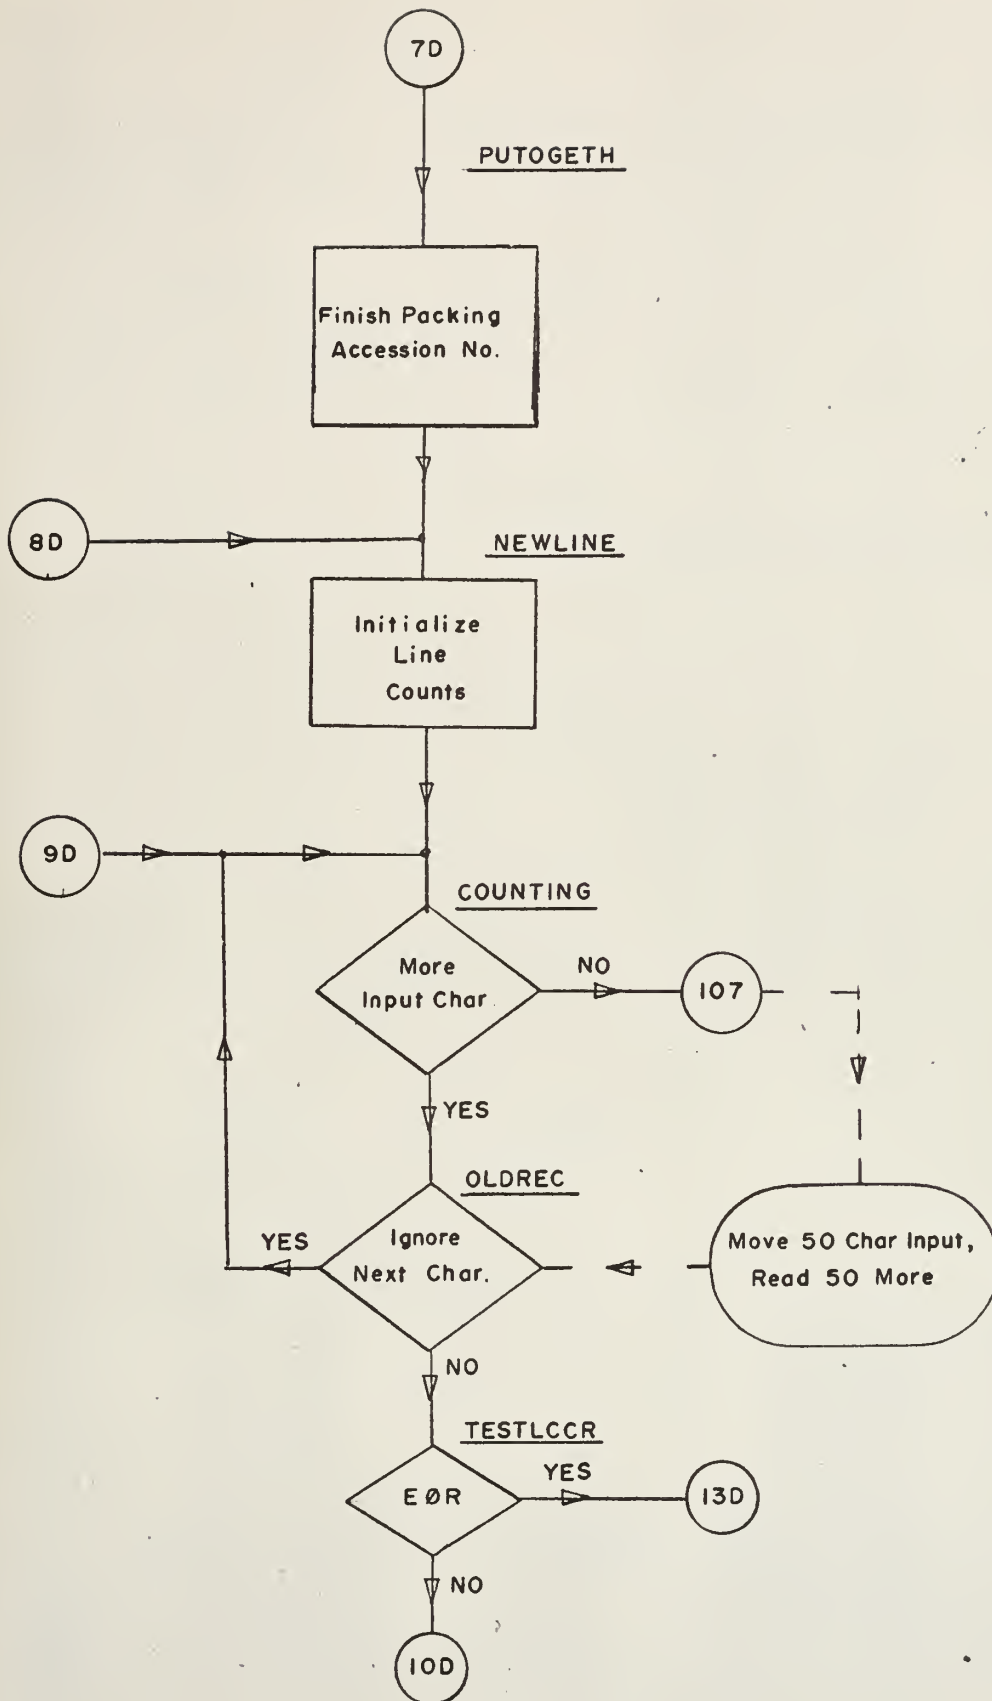 7D
PUTOGETH
Finish Packing
Accession No.
8D
NEWLINE
Initialize
Line
Counts
9D
COUNTING
More
Input Char
NO
107
YES
OLDREC
YES
Ignore
Next Char.
Move 50 Char Input,
Read 50 More
NO
TESTLCCR
EØR
YES
13D
NO
10D